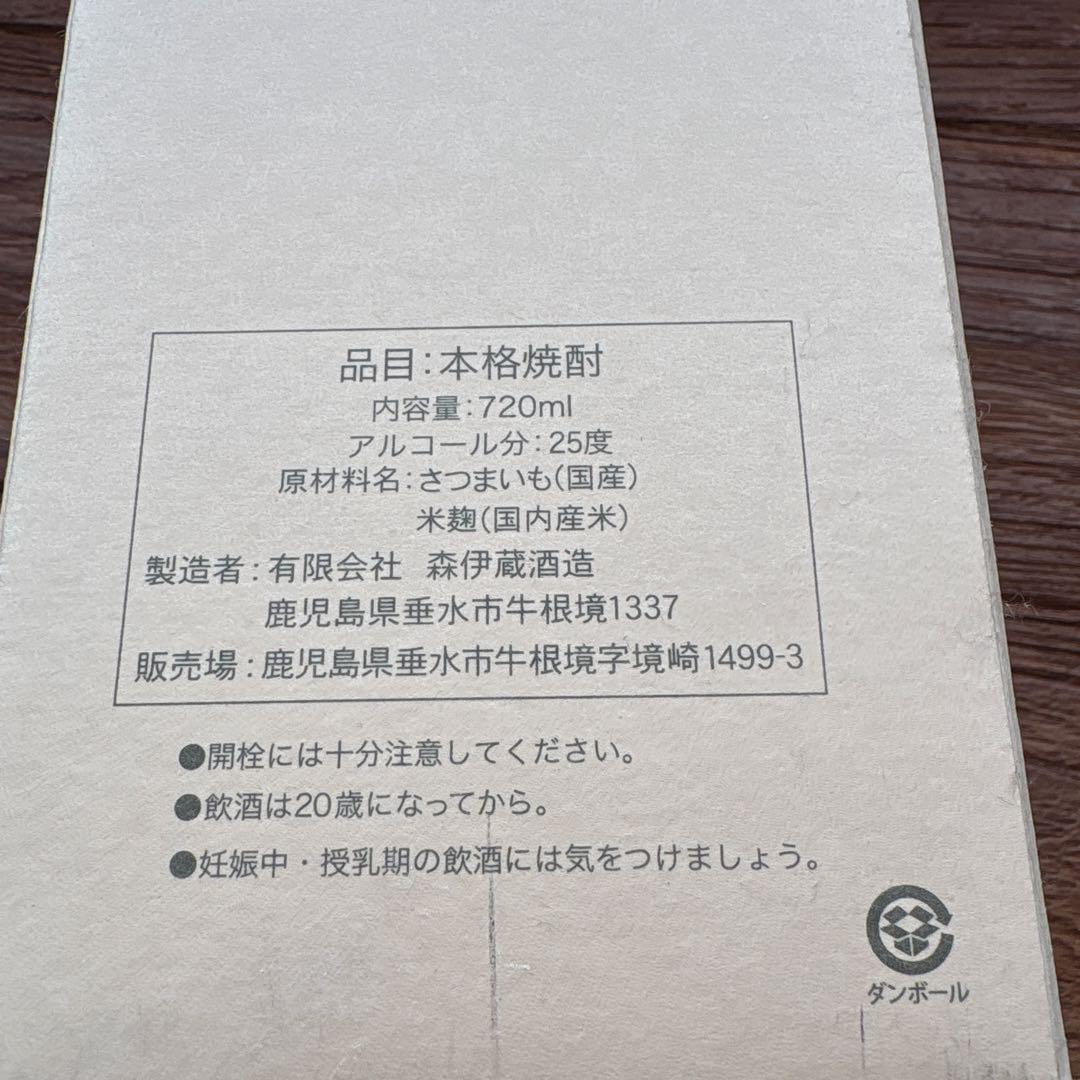 品目:本格焼酎
内容量:720ml
アルコール分:25度
原材料名:さつまいも(国産)
米麹(国内産米)
製造者:有限会社 森伊蔵酒造
鹿児島県垂水市牛根境1337
販売場:鹿児島県垂水市牛根境字境崎1499-3
●開栓には十分注意してください。
●飲酒は20歳になってから。
●妊娠中・授乳期の飲酒には気をつけましょう。
ダンボール